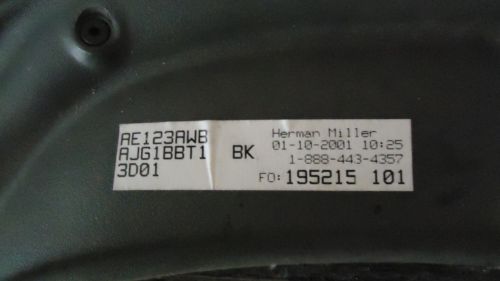 AE123AWB
AJG1BBT1
3D01
BK
Herman Miller
01-10-2001 10:25
1-888-443-4357
FO: 195215 101